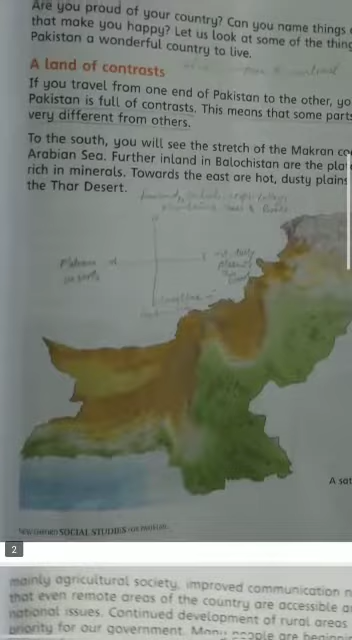 Are you proud of your country? Can you name things
that make you happy? Let us look at some of the thing
Pakistan a wonderful country to live.
A land of contrasts
If you travel from one end of Pakistan to the other, yo
Pakistan is full of contrasts. This means that some parts
very different from others.
To the south, you will see the stretch of the Makran co
Arabian Sea. Further inland in Balochistan are the plat
rich in minerals. Towards the east are hot, dusty plains
the Thar Desert.
A sat
SOCIAL STUDIES
2
mainly agricultural society, improved communication n
that even remote areas of the country are accessible a
national issues. Continued development of rural areas
priority for our government. Many people are beginn